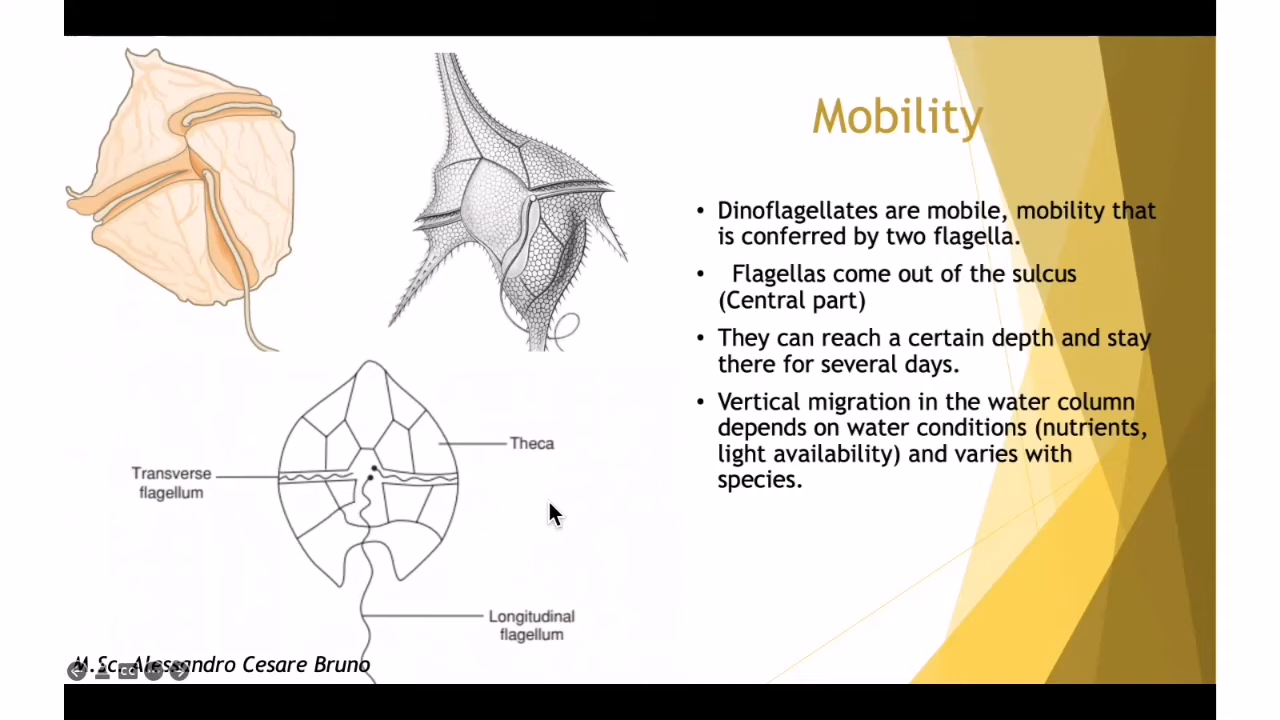 Mobility
• Dinoflagellates are mobile, mobility that
is conferred by two flagella.
• Flagellas come out of the sulcus
(Central part)
• They can reach a certain depth and stay
there for several days.
• Vertical migration in the water column
depends on water conditions (nutrients,
light availability) and varies with
species.
Theca
Transverse
flagellum
Longitudinal
flagellum
M.Sc. Alessandro Cesare Bruno
CC